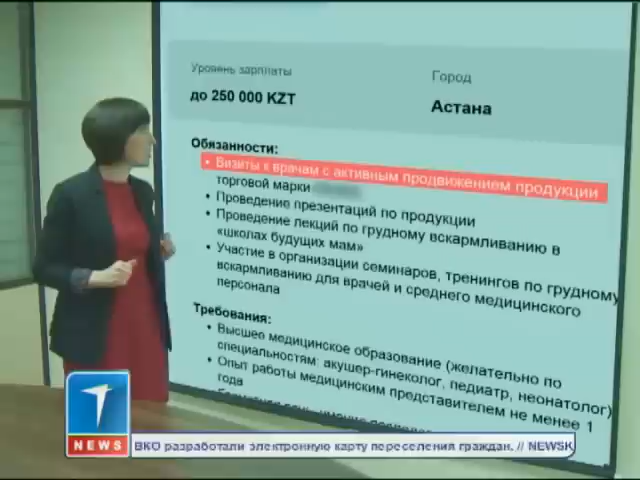 Уровень зарплаты
Город
до 250 000 KZT
Астана
Обязанности:
• Визиты к врачам с активным продвижением продукции
торговой марки
• Проведение презентаций по продукции
• Проведение лекций по грудному вскармливанию в
«школах будущих мам»
• Участие в организации семинаров, тренингов по грудному
вскармливанию для врачей и среднего медицинского
персонала
Требования:
• Высшее медицинское образование (желательно по
специальностям: акушер-гинеколог, педиатр, неонатолог)
• Опыт работы медицинским представителем не менее 1
года
NEWS
ВКО разработали электронную карту переселения граждан. // NEWSK